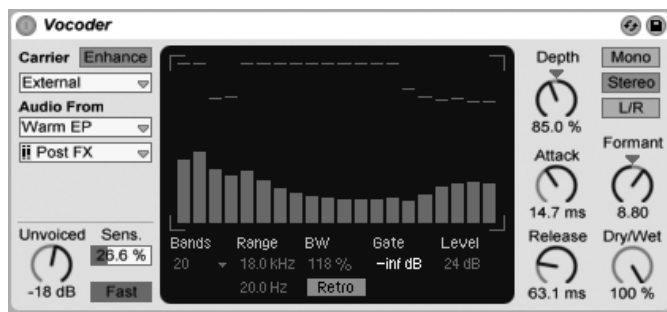 Vocoder
Carrier Enhance
External
Audio From
Warm EP
Post FX
Unvoiced Sens.
26.6 %
-18 dB Fast
Bands Range BW Gate Level
20 18.0 kHz 118 % -inf dB 24 dB
20.0 Hz Retro
Depth
85.0 %
Attack
14.7 ms
Release
63.1 ms
Mono
Stereo
L/R
Formant
8.80
Dry/Wet
100 %